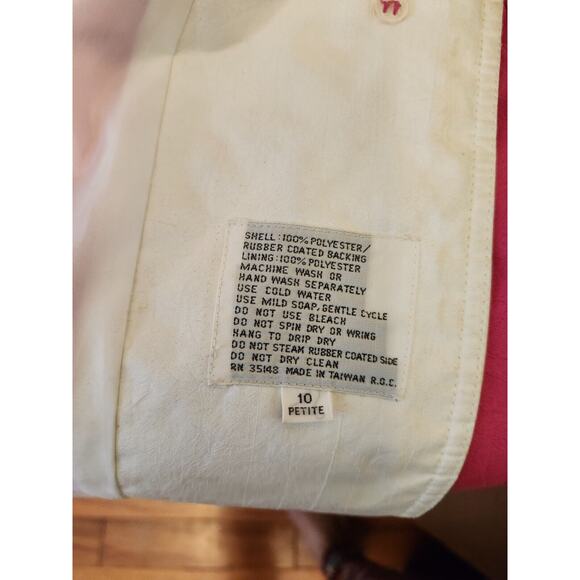 SHELL:100% POLYESTER/
RUBBER COATED BACKING
LINING:100% POLYESTER
MACHINE WASH OR
HAND WASH SEPARATELY
USE COLD WATER
USE MILD SOAP, GENTLE CYCLE
DO NOT USE BLEACH
DO NOT SPIN DRY OR WRING
HANG TO DRIP DRY
DO NOT STEAM RUBBER COATED SIDE
DO NOT DRY CLEAN
RN 35148 MADE IN TAIWAN R.O.C.
10
PETITE